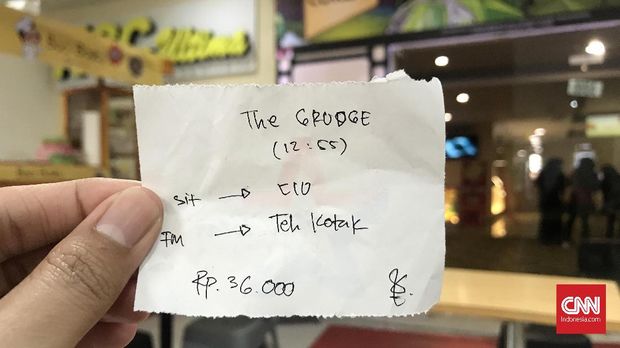 The GRUDGE
(12:55)
sit → E10
FM → Teh Kotak
Rp. 36.000
CNN
Indonesia.com